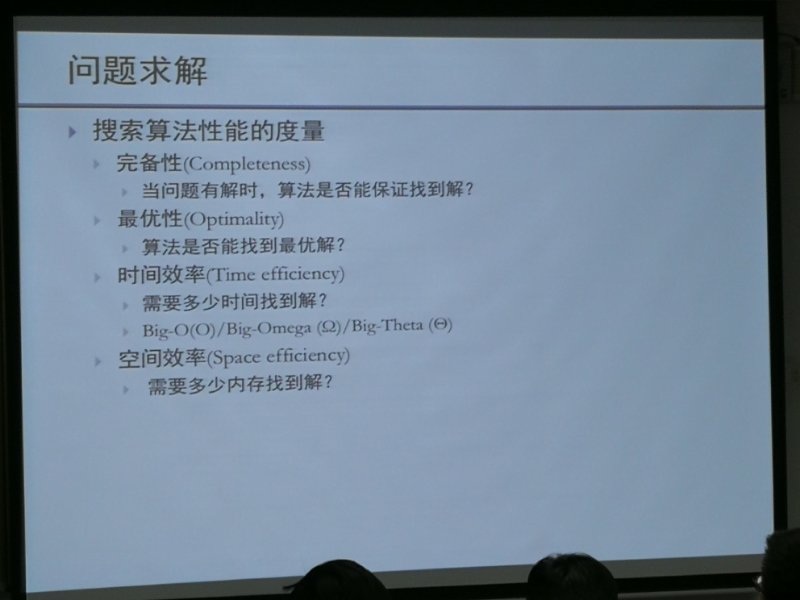 问题求解
搜索算法性能的度量
完备性(Completeness)
当问题有解时，算法是否能保证找到解？
最优性(Optimality)
算法是否能找到最优解？
时间效率(Time efficiency)
需要多少时间找到解？
Big-O(O)/Big-Omega (Ω)/Big-Theta (Θ)
空间效率(Space efficiency)
需要多少内存找到解？